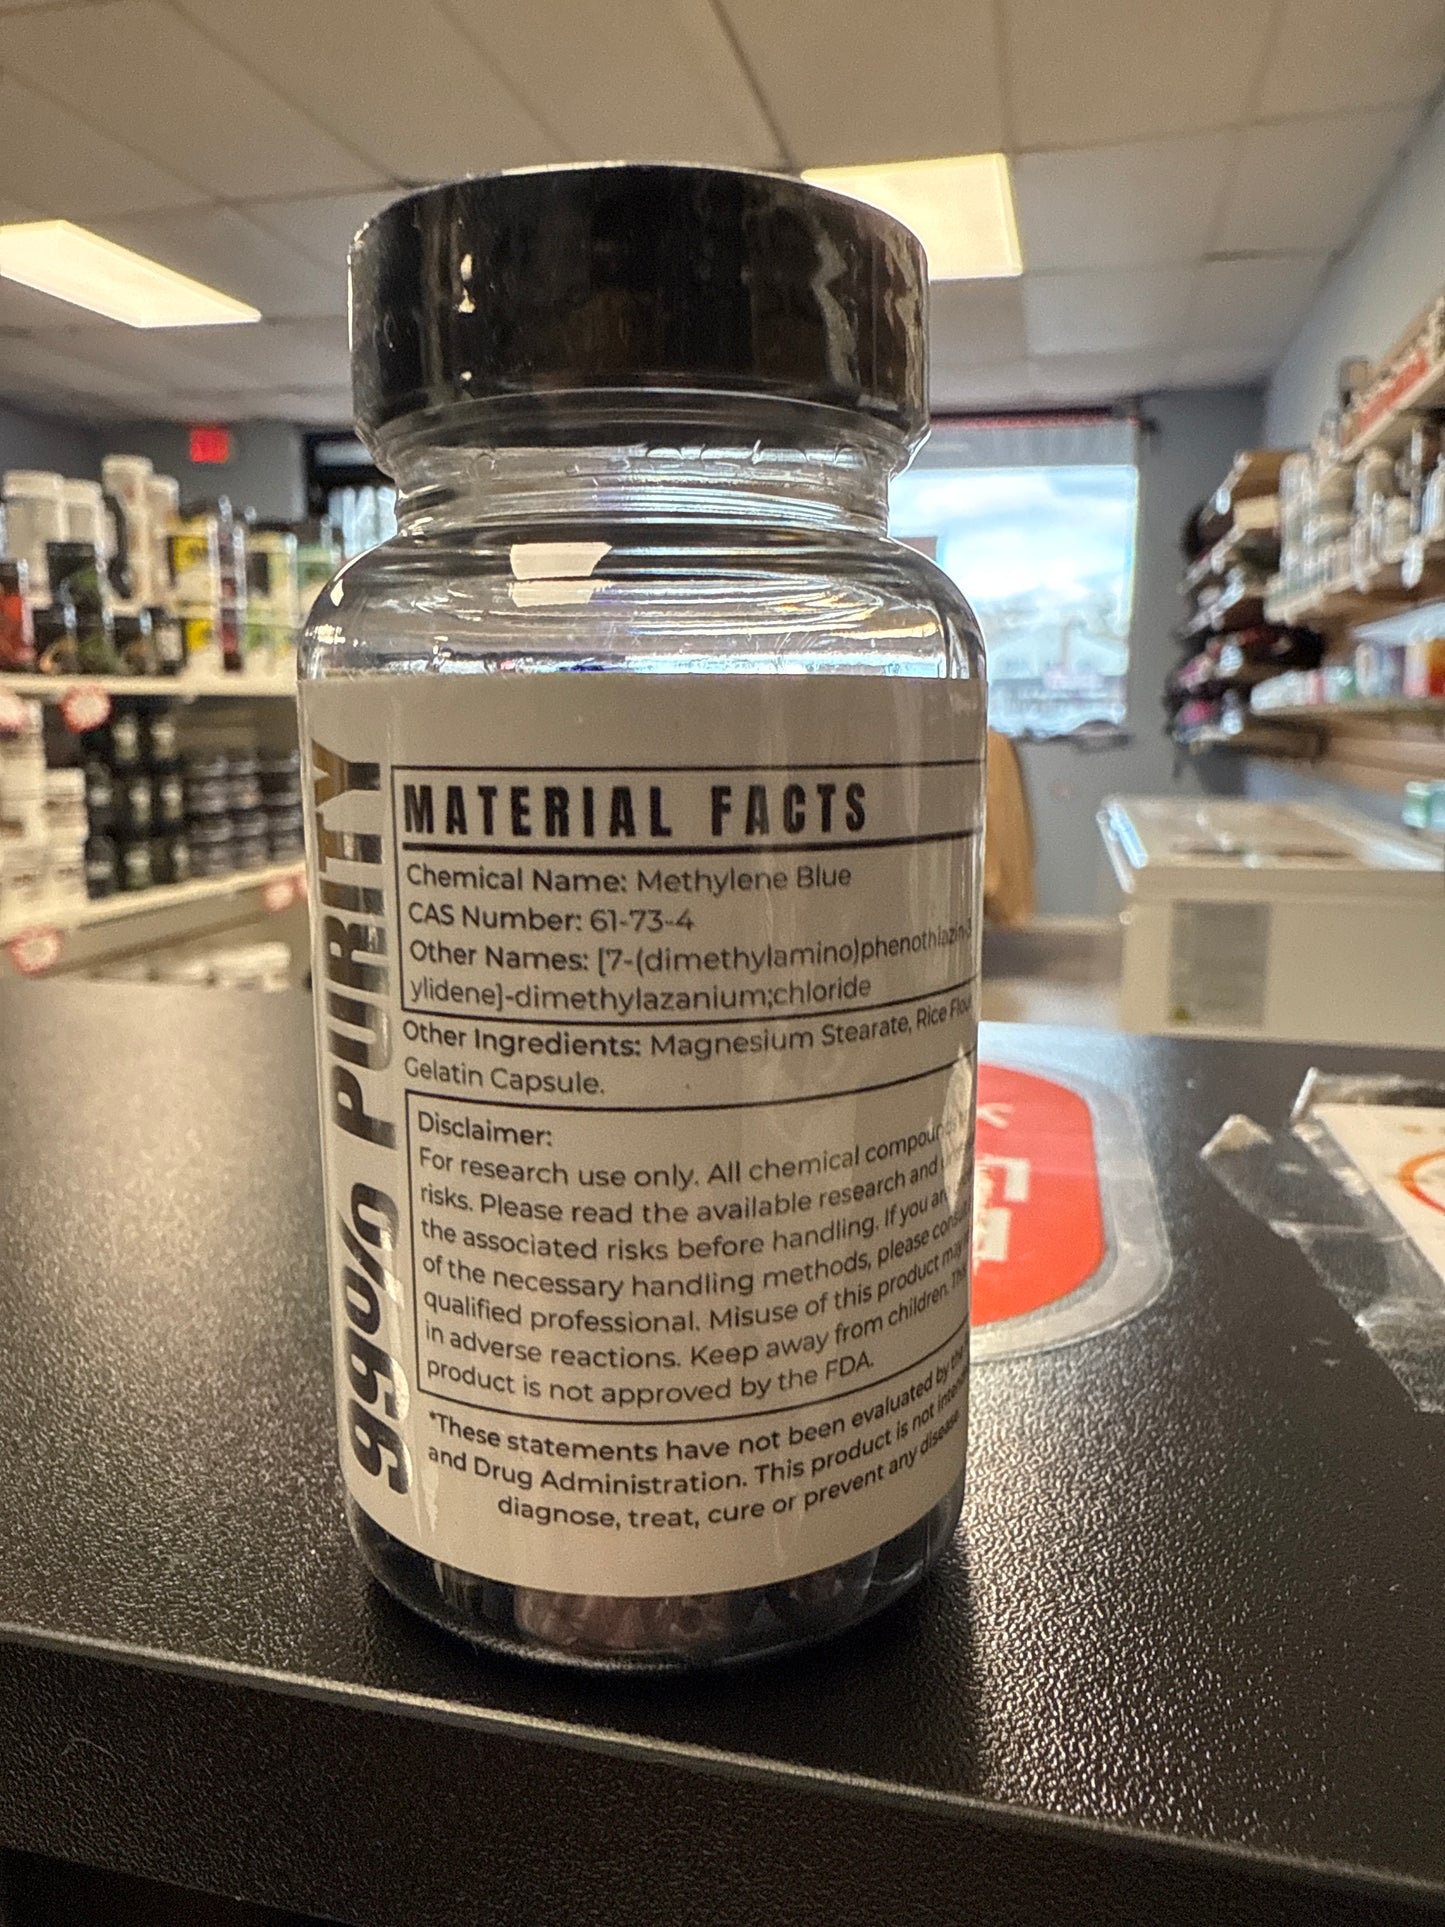 99% PURITY
MATERIAL FACTS
Chemical Name: Methylene Blue
CAS Number: 61-73-4
Other Names: [7-(dimethylamino)phenothiazin-3
ylidene]-dimethylazanium;chloride
Other Ingredients: Magnesium Stearate, Rice Flour
Gelatin Capsule.
Disclaimer:
For research use only. All chemical
risks. Please read the available research and
the associated risks before handling. If you are
of the necessary handling methods, please consult
qualified professional. Misuse of this product may
in adverse reactions. Keep away from children. This
product is not approved by the FDA.
*These statements have not been evaluated by the
and Drug Administration. This product is not
diagnose, treat, cure or prevent any disease